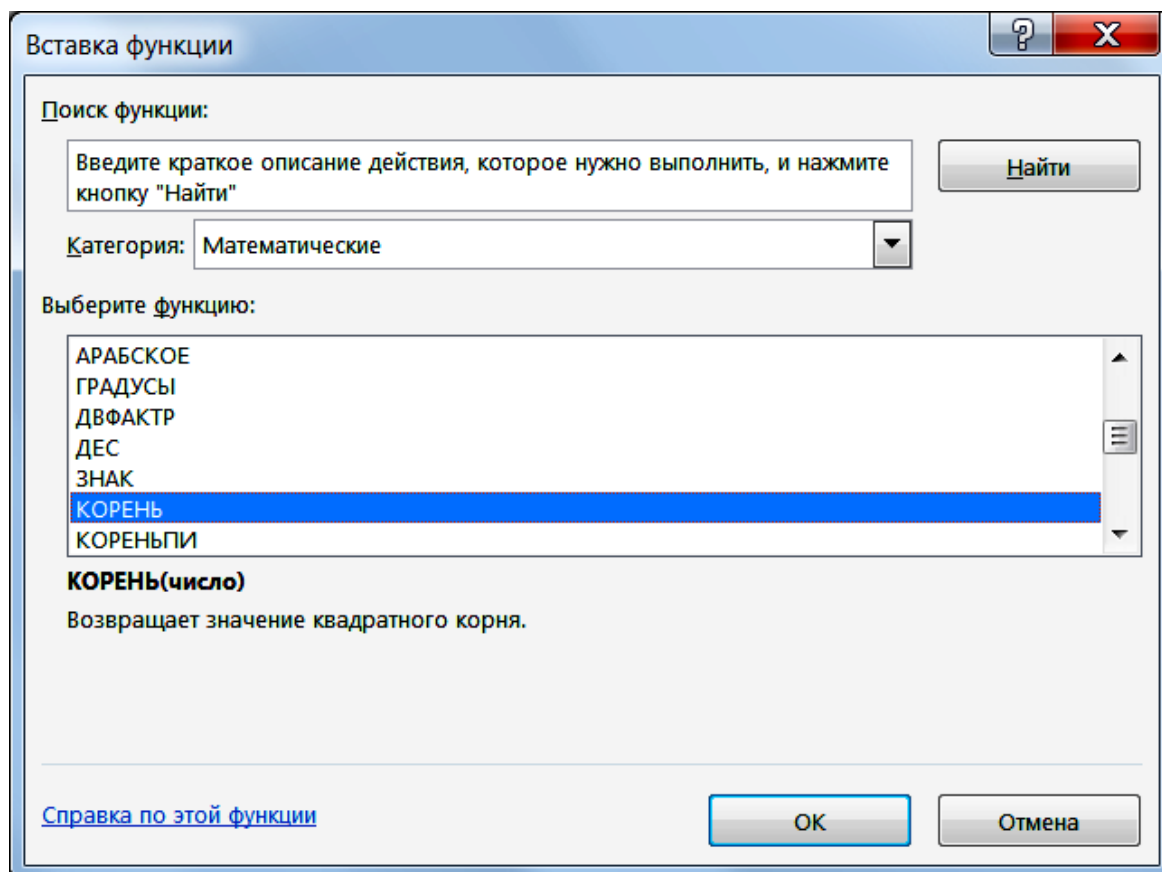 Вставка функции
Поиск функции:
Введите краткое описание действия, которое нужно выполнить, и нажмите
кнопку "Найти"
Найти
Категория: Математические
Выберите функцию:
АРАБСКОЕ
ГРАДУСЫ
ДВФАКТР
ДЕС
ЗНАК
КОРЕНЬ
КОРЕНЬПИ
КОРЕНЬ(число)
Возвращает значение квадратного корня.
Справка по этой функции
ОК
Отмена